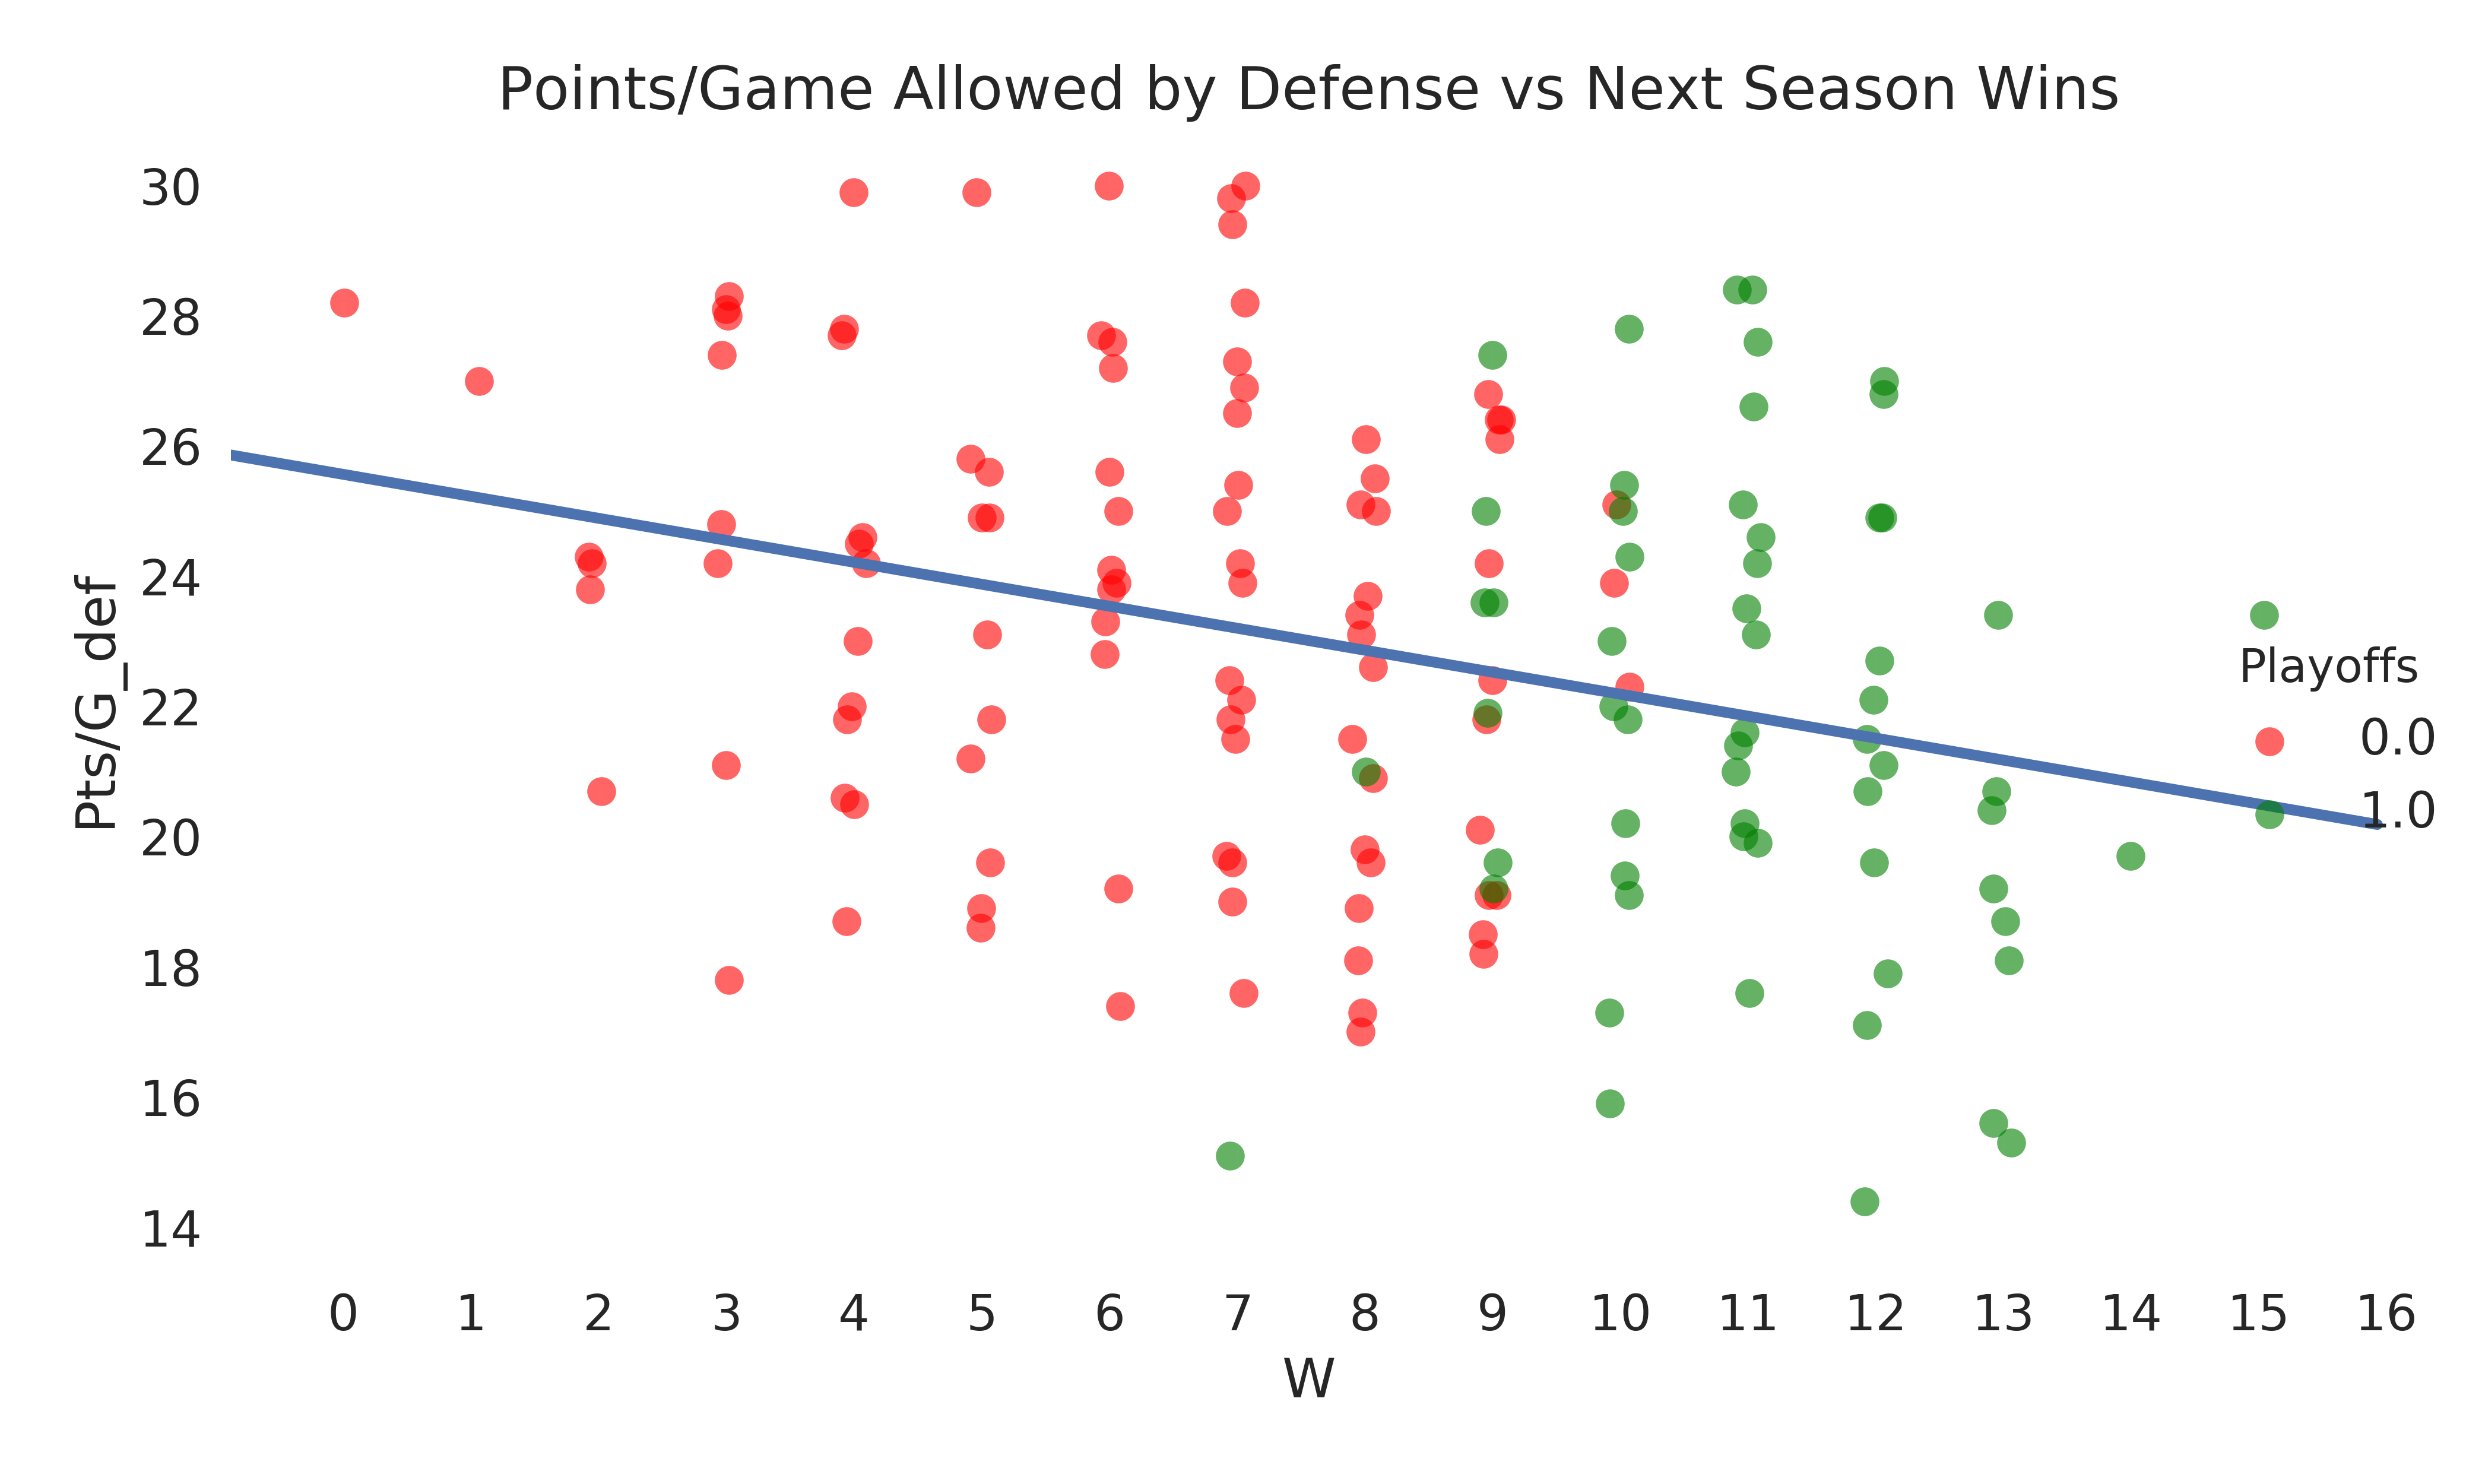 Points/Game Allowed by Defense vs Next Season Wins
30
28
26
24
22
20
18
16
14
Pts/G_def
Playoffs
0.0
1.0
0 1 2 3 4 5 6 7 8 9 10 11 12 13 14 15 16
W